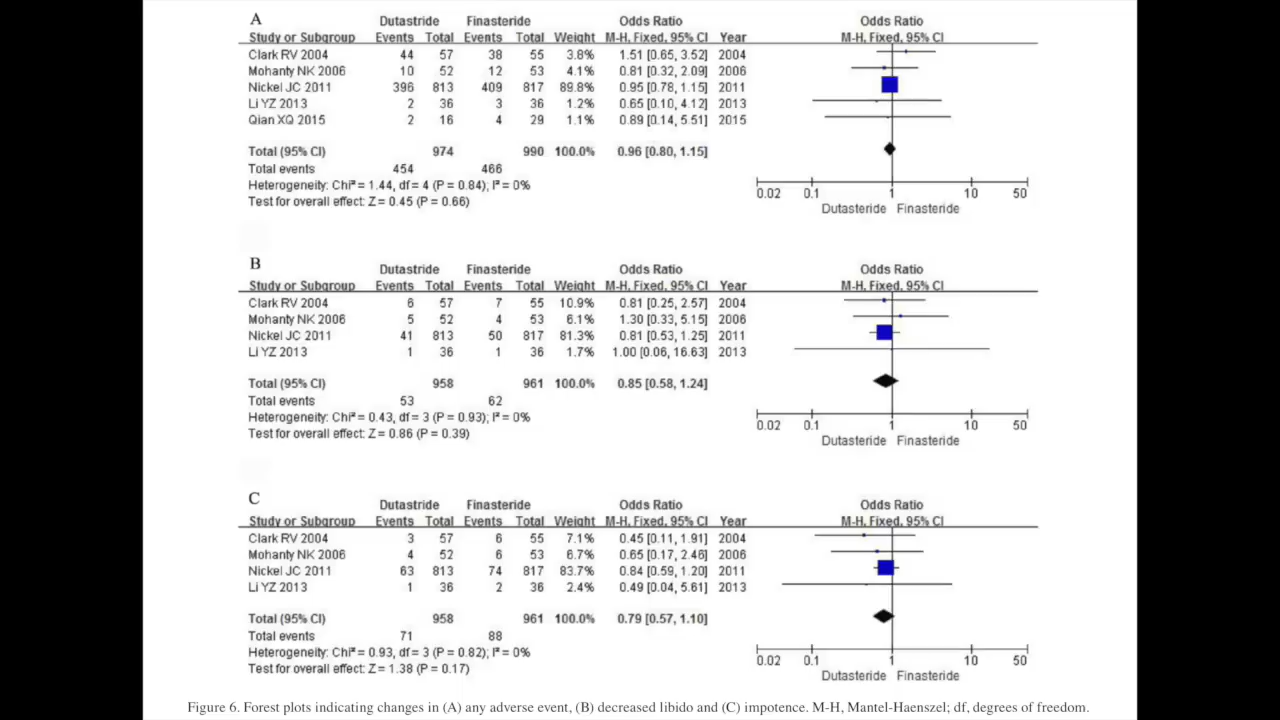 A
Dutastride Finasteride Odds Ratio Odds Ratio
Study or Subgroup Events Total Events Total Weight M-H, Fixed, 95% CI Year M-H, Fixed, 95% CI
Clark RV 2004 44 57 38 55 3.8% 1.51 [0.65, 3.52] 2004
Mohanty NK 2006 10 52 12 53 4.1% 0.81 [0.32, 2.09] 2006
Nickel JC 2011 396 813 409 817 89.8% 0.95 [0.78, 1.15] 2011
Li YZ 2013 2 36 3 36 1.2% 0.65 [0.10, 4.12] 2013
Qian XQ 2015 2 16 4 29 1.1% 0.89 [0.14, 5.51] 2015
Total (95% CI) 974 990 100.0% 0.96 [0.80, 1.15]
Total events 454 466
Heterogeneity: Chi² = 1.44, df = 4 (P = 0.84); I² = 0%
Test for overall effect: Z = 0.45 (P = 0.66)
0.02 0.1 1 10 50
Dutasteride Finasteride
B
Dutastride Finasteride Odds Ratio Odds Ratio
Study or Subgroup Events Total Events Total Weight M-H, Fixed, 95% CI Year M-H, Fixed, 95% CI
Clark RV 2004 6 57 7 55 10.9% 0.81 [0.25, 2.57] 2004
Mohanty NK 2006 5 52 4 53 6.1% 1.30 [0.33, 5.15] 2006
Nickel JC 2011 41 813 50 817 81.3% 0.81 [0.53, 1.25] 2011
Li YZ 2013 1 36 1 36 1.7% 1.00 [0.06, 16.63] 2013
Total (95% CI) 958 961 100.0% 0.85 [0.58, 1.24]
Total events 53 62
Heterogeneity: Chi² = 0.43, df = 3 (P = 0.93); I² = 0%
Test for overall effect: Z = 0.86 (P = 0.39)
0.02 0.1 1 10 50
Dutasteride Finasteride
C
Dutastride Finasteride Odds Ratio Odds Ratio
Study or Subgroup Events Total Events Total Weight M-H, Fixed, 95% CI Year M-H, Fixed, 95% CI
Clark RV 2004 3 57 6 55 7.1% 0.45 [0.11, 1.91] 2004
Mohanty NK 2006 4 52 6 53 6.7% 0.65 [0.17, 2.46] 2006
Nickel JC 2011 63 813 74 817 83.7% 0.84 [0.59, 1.20] 2011
Li YZ 2013 1 36 2 36 2.4% 0.49 [0.04, 5.61] 2013
Total (95% CI) 958 961 100.0% 0.79 [0.57, 1.10]
Total events 71 88
Heterogeneity: Chi² = 0.93, df = 3 (P = 0.82); I² = 0%
Test for overall effect: Z = 1.38 (P = 0.17)
0.02 0.1 1 10 50
Dutasteride Finasteride
Figure 6. Forest plots indicating changes in (A) any adverse event, (B) decreased libido and (C) impotence. M-H, Mantel-Haenszel; df, degrees of freedom.